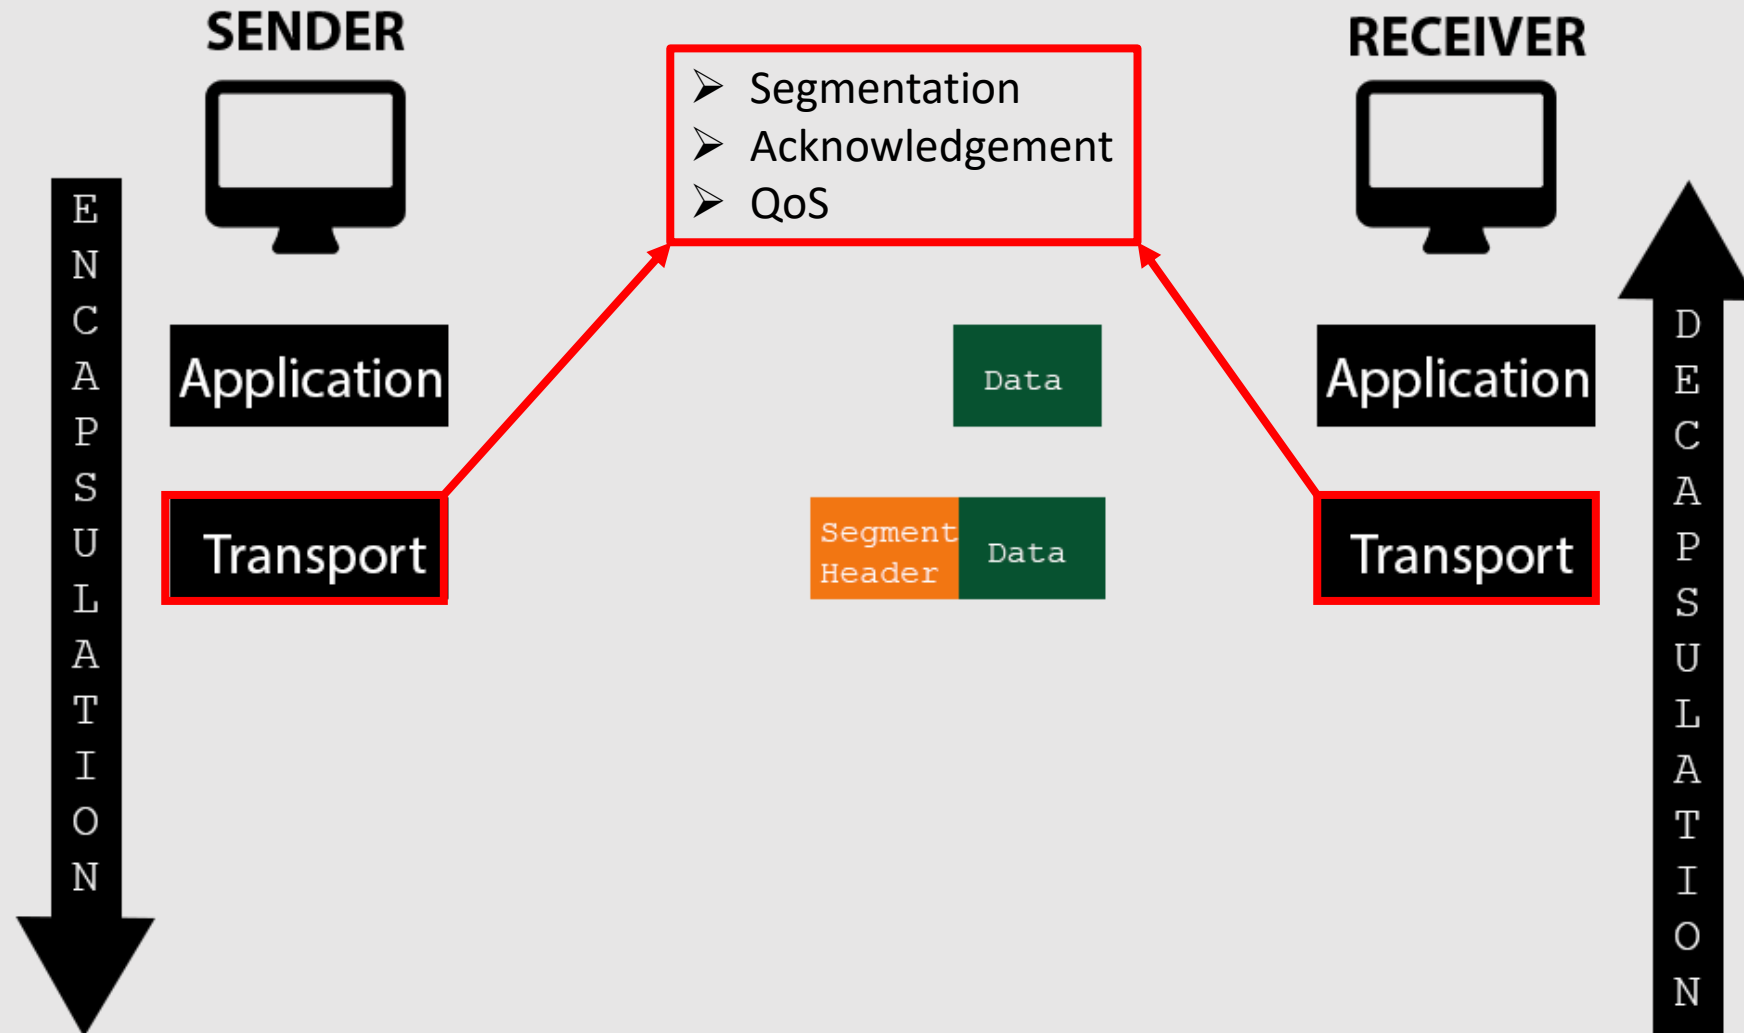 SENDER
RECEIVER
➢ Segmentation
➢ Acknowledgement
➢ QoS
ENCAPSULATION
Application
Data
Application
DECAPSULATION
Transport
Segment
Header
Data
Transport